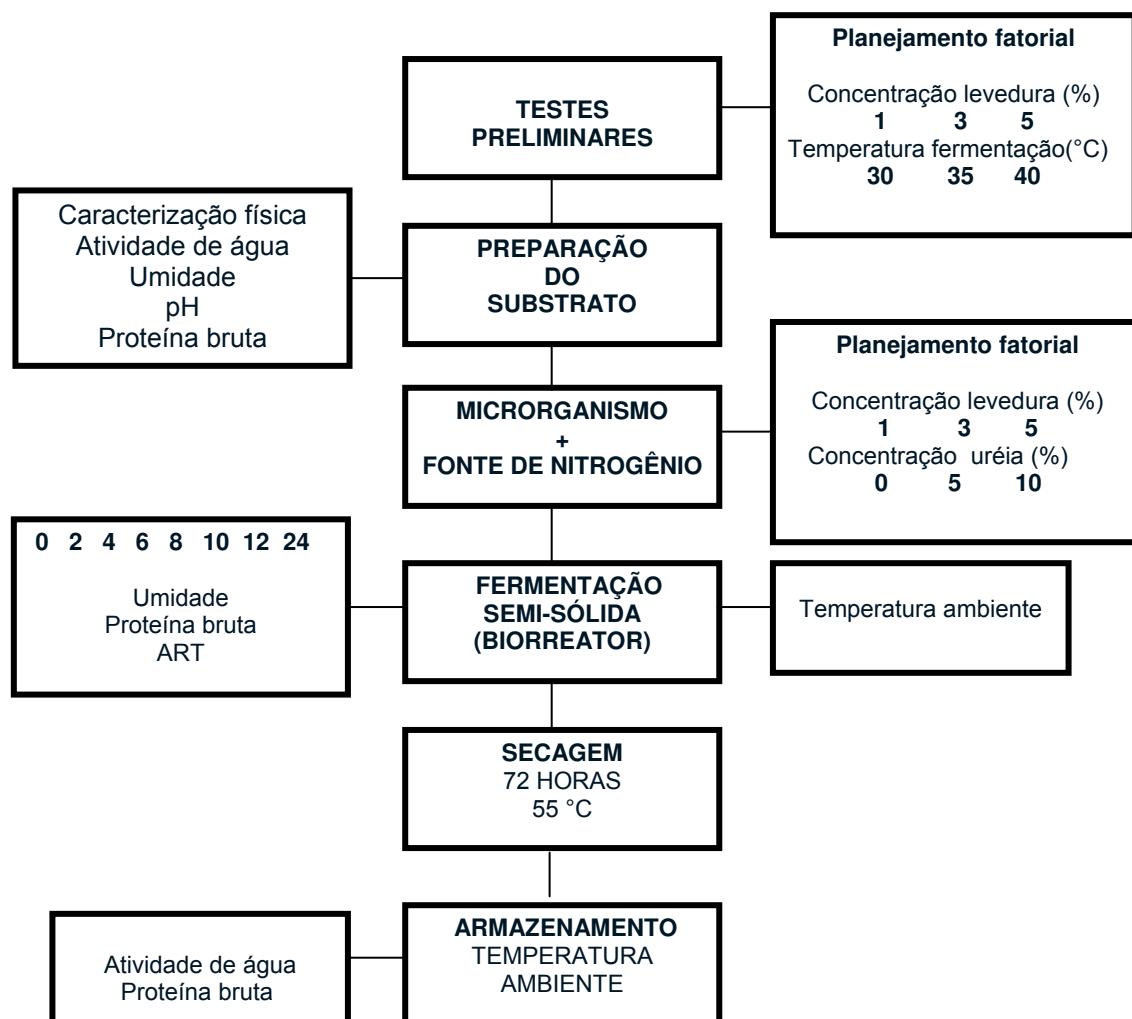 Planejamento fatorial
Concentração levedura (%)
1 3 5
Temperatura fermentação(°C)
30 35 40
TESTES
PRELIMINARES
Caracterização física
Atividade de água
Umidade
pH
Proteína bruta
PREPARAÇÃO
DO
SUBSTRATO
Planejamento fatorial
Concentração levedura (%)
1 3 5
Concentração uréia (%)
0 5 10
MICRORGANISMO
+
FONTE DE NITROGÊNIO
0 2 4 6 8 10 12 24
Umidade
Proteína bruta
ART
FERMENTAÇÃO
SEMI-SÓLIDA
(BIORREATOR)
Temperatura ambiente
SECAGEM
72 HORAS
55 °C
Atividade de água
Proteína bruta
ARMAZENAMENTO
TEMPERATURA
AMBIENTE